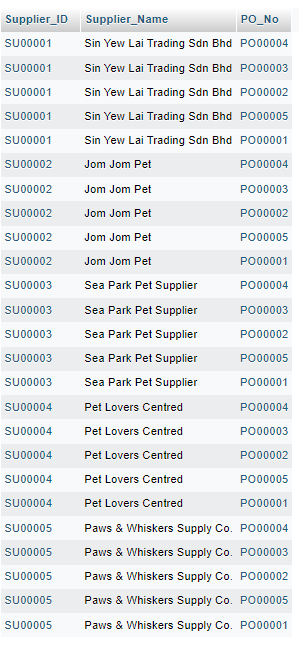 Supplier_ID Supplier_Name PO_No
SU00001 Sin Yew Lai Trading Sdn Bhd PO00004
SU00001 Sin Yew Lai Trading Sdn Bhd PO00003
SU00001 Sin Yew Lai Trading Sdn Bhd PO00002
SU00001 Sin Yew Lai Trading Sdn Bhd PO00005
SU00001 Sin Yew Lai Trading Sdn Bhd PO00001
SU00002 Jom Jom Pet PO00004
SU00002 Jom Jom Pet PO00003
SU00002 Jom Jom Pet PO00002
SU00002 Jom Jom Pet PO00005
SU00002 Jom Jom Pet PO00001
SU00003 Sea Park Pet Supplier PO00004
SU00003 Sea Park Pet Supplier PO00003
SU00003 Sea Park Pet Supplier PO00002
SU00003 Sea Park Pet Supplier PO00005
SU00003 Sea Park Pet Supplier PO00001
SU00004 Pet Lovers Centred PO00004
SU00004 Pet Lovers Centred PO00003
SU00004 Pet Lovers Centred PO00002
SU00004 Pet Lovers Centred PO00005
SU00004 Pet Lovers Centred PO00001
SU00005 Paws & Whiskers Supply Co. PO00004
SU00005 Paws & Whiskers Supply Co. PO00003
SU00005 Paws & Whiskers Supply Co. PO00002
SU00005 Paws & Whiskers Supply Co. PO00005
SU00005 Paws & Whiskers Supply Co. PO00001